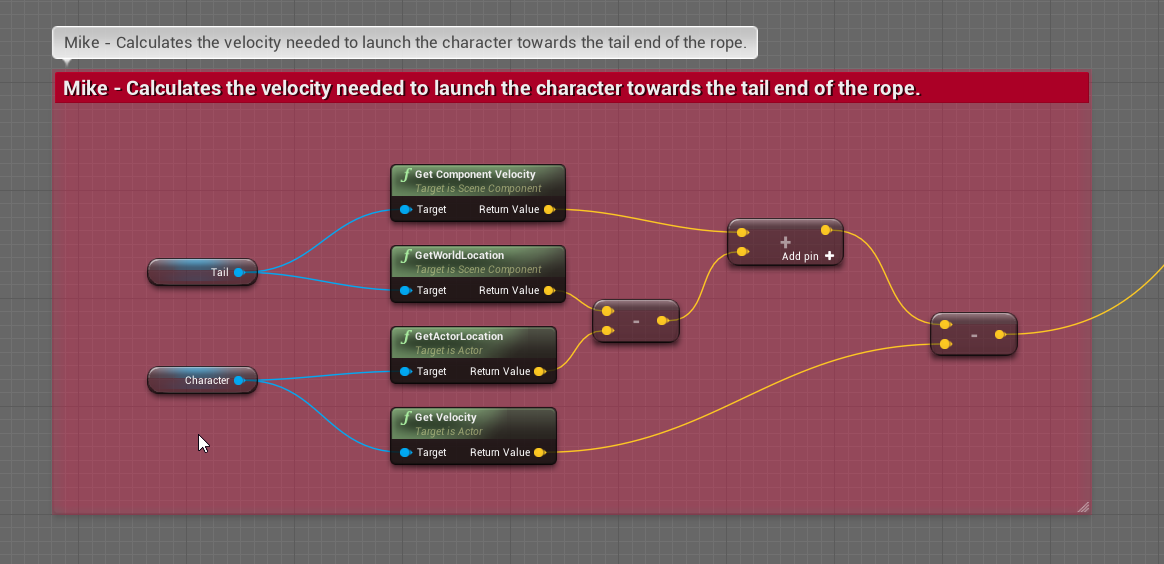 Mike - Calculates the velocity needed to launch the character towards the tail end of the rope.
Mike - Calculates the velocity needed to launch the character towards the tail end of the rope.
f Get Component Velocity
Target is Scene Component
Target Return Value
+
Add pin +
Tail
f GetWorldLocation
Target is Scene Component
Target Return Value
-
-
f GetActorLocation
Target is Actor
Target Return Value
Character
f Get Velocity
Target is Actor
Target Return Value